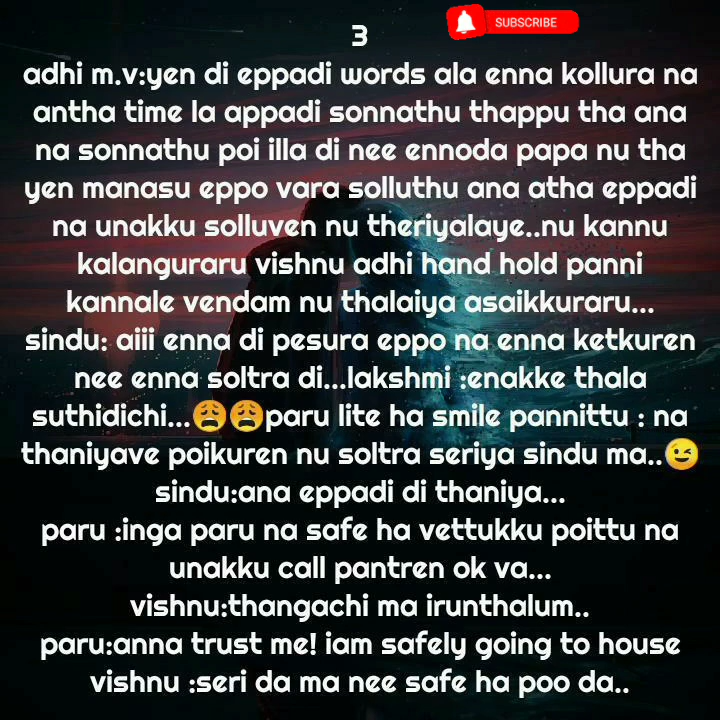 SUBSCRIBE
3
adhi m.v:yen di eppadi words ala enna kollura na
antha time la appadi sonnathu thappu tha ana
na sonnathu poi illa di nee ennoda papa nu tha
yen manasu eppo vara solluthu ana atha eppadi
na unakku solluven nu theriyalaye..nu kannu
kalanguraru vishnu adhi hand hold panni
kannale vendam nu thalaiya asaikkuraru...
sindu: aiii enna di pesura eppo na enna ketkuren
nee enna soltra di...lakshmi :enakke thala
suthidichi...😩😩paru lite ha smile pannittu : na
thaniyave poikuren nu soltra seriya sindu ma..😉
sindu:ana eppadi di thaniya...
paru :inga paru na safe ha vettukku poittu na
unakku call pantren ok va...
vishnu:thangachi ma irunthalum..
paru:anna trust me! iam safely going to house
vishnu :seri da ma nee safe ha poo da..